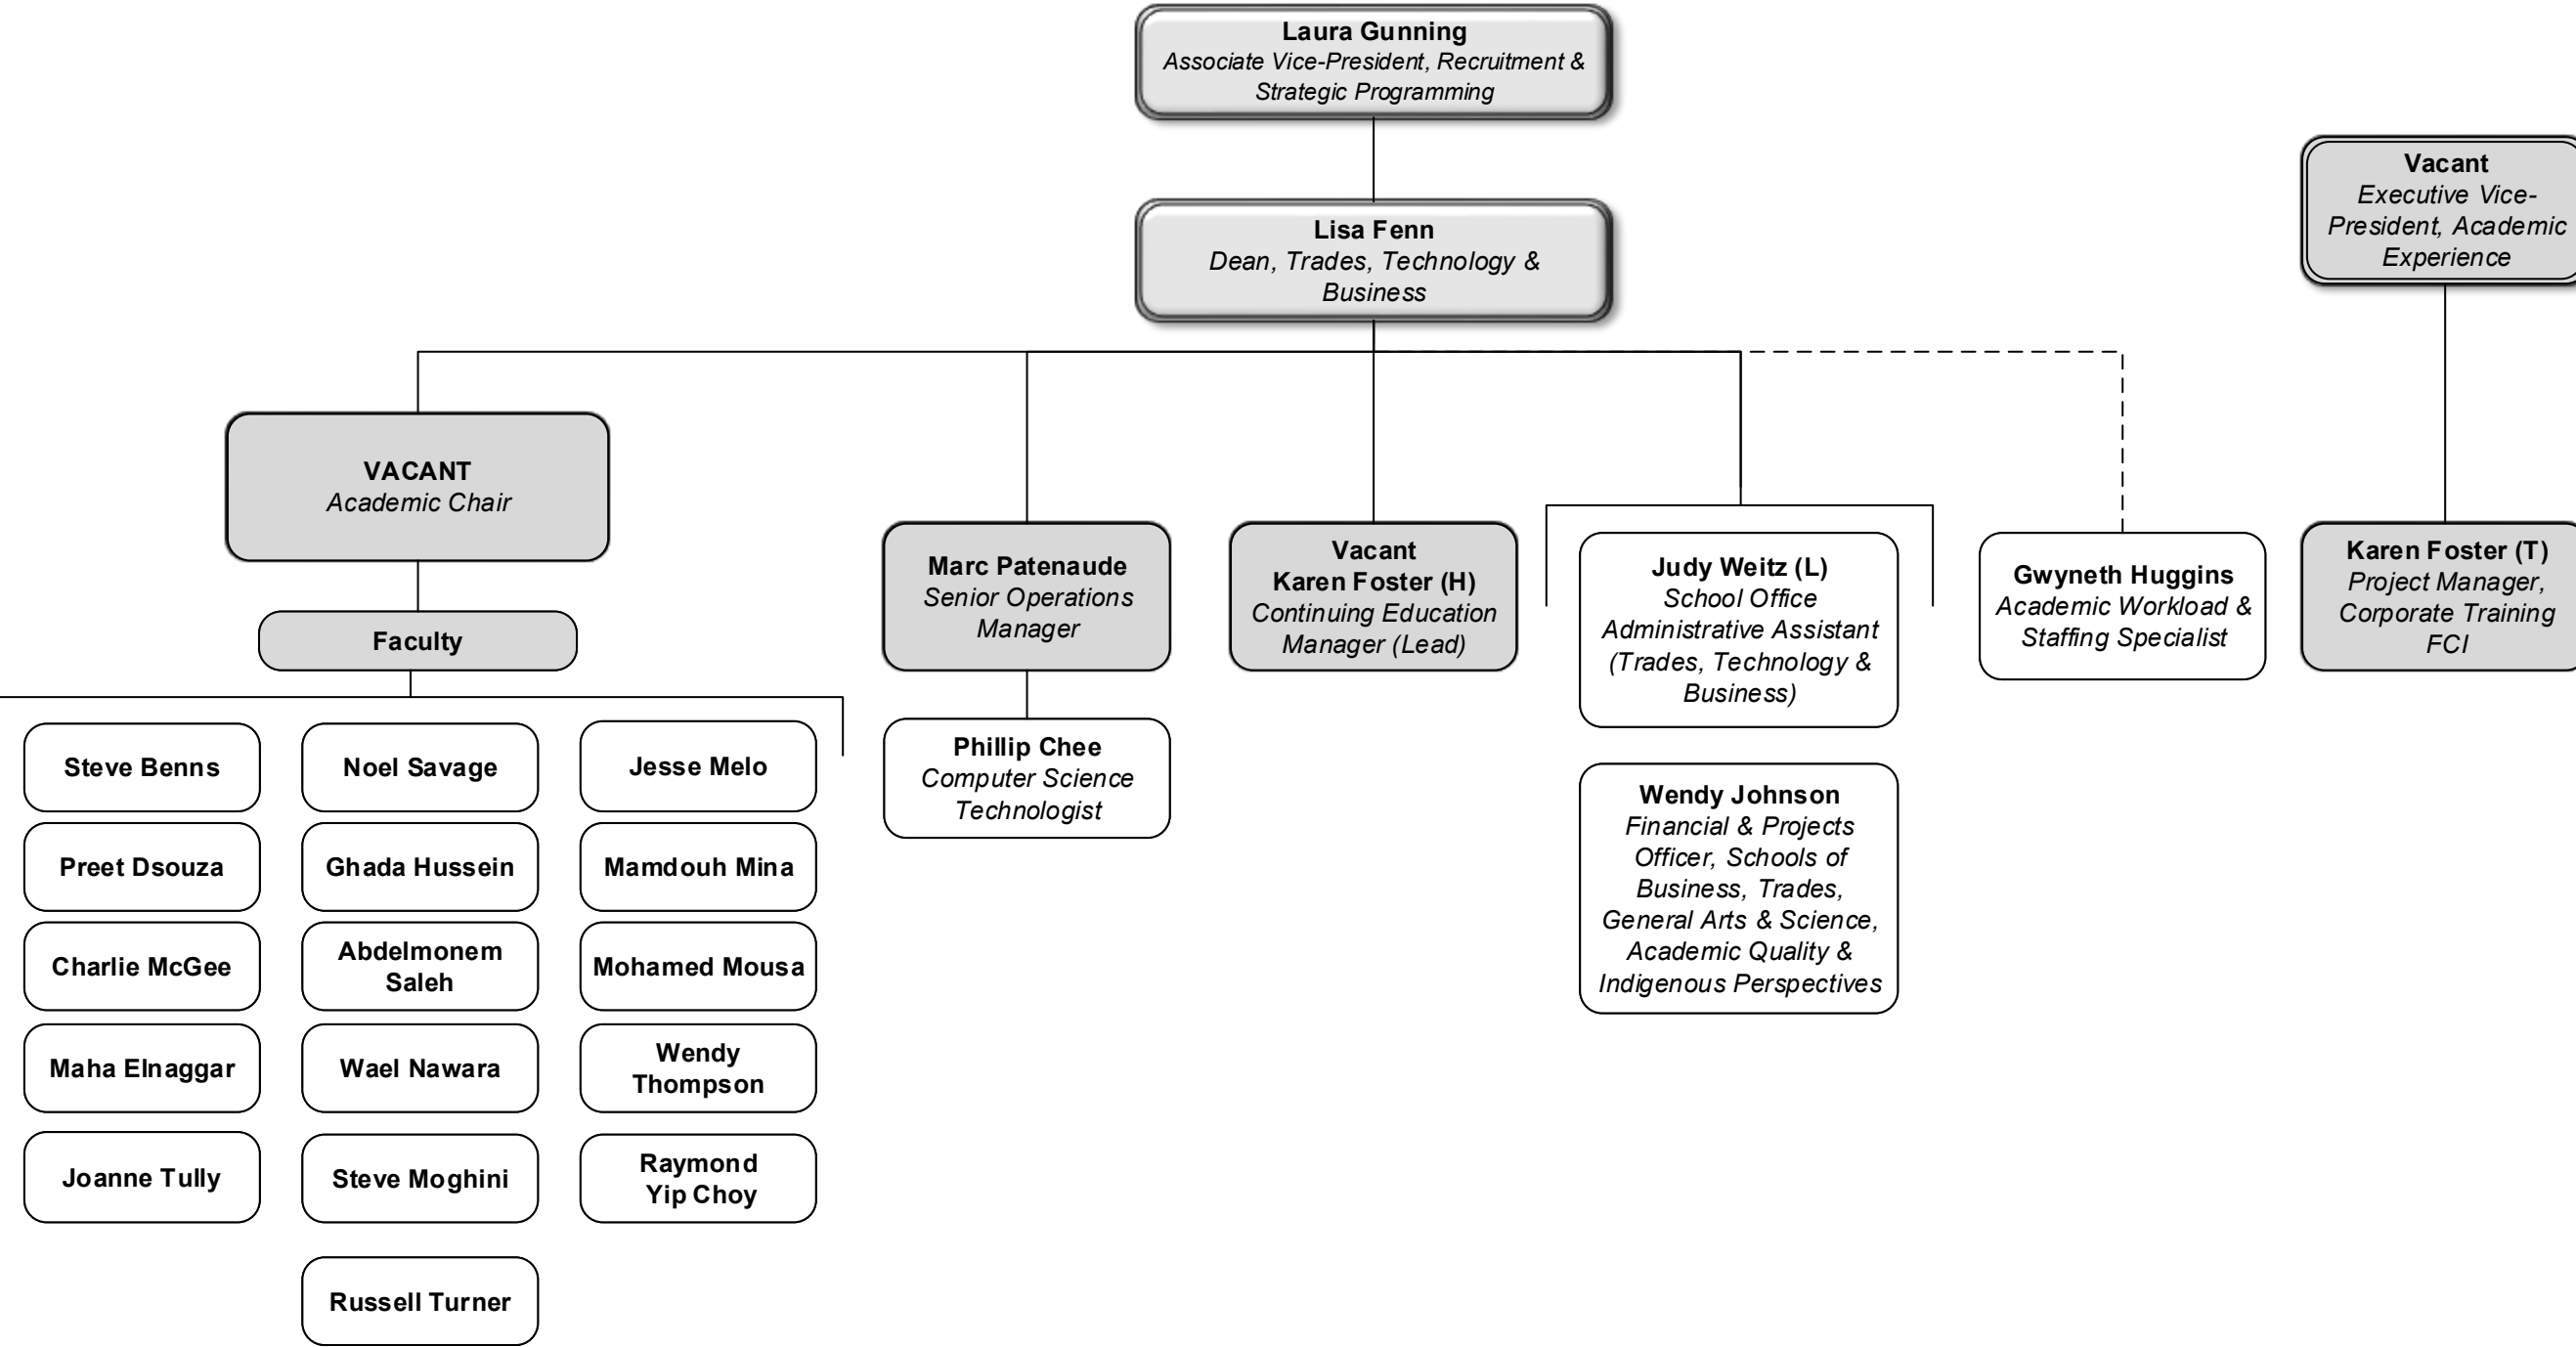 Laura Gunning
Associate Vice-President, Recruitment &
Strategic Programming
Vacant
Executive Vice-
President, Academic
Experience
Lisa Fenn
Dean, Trades, Technology &
Business
VACANT
Academic Chair
Faculty
Marc Patenaude
Senior Operations
Manager
Vacant
Karen Foster (H)
Continuing Education
Manager (Lead)
Judy Weitz (L)
School Office
Administrative Assistant
(Trades, Technology &
Business)
Gwyneth Huggins
Academic Workload &
Staffing Specialist
Karen Foster (T)
Project Manager,
Corporate Training
FCI
Steve Benns
Noel Savage
Jesse Melo
Phillip Chee
Computer Science
Technologist
Wendy Johnson
Financial & Projects
Officer, Schools of
Business, Trades,
General Arts & Science,
Academic Quality &
Indigenous Perspectives
Preet Dsouza
Ghada Hussein
Mamdouh Mina
Charlie McGee
Abdelmonem
Saleh
Mohamed Mousa
Maha Elnaggar
Wael Nawara
Wendy
Thompson
Joanne Tully
Steve Moghini
Raymond
Yip Choy
Russell Turner